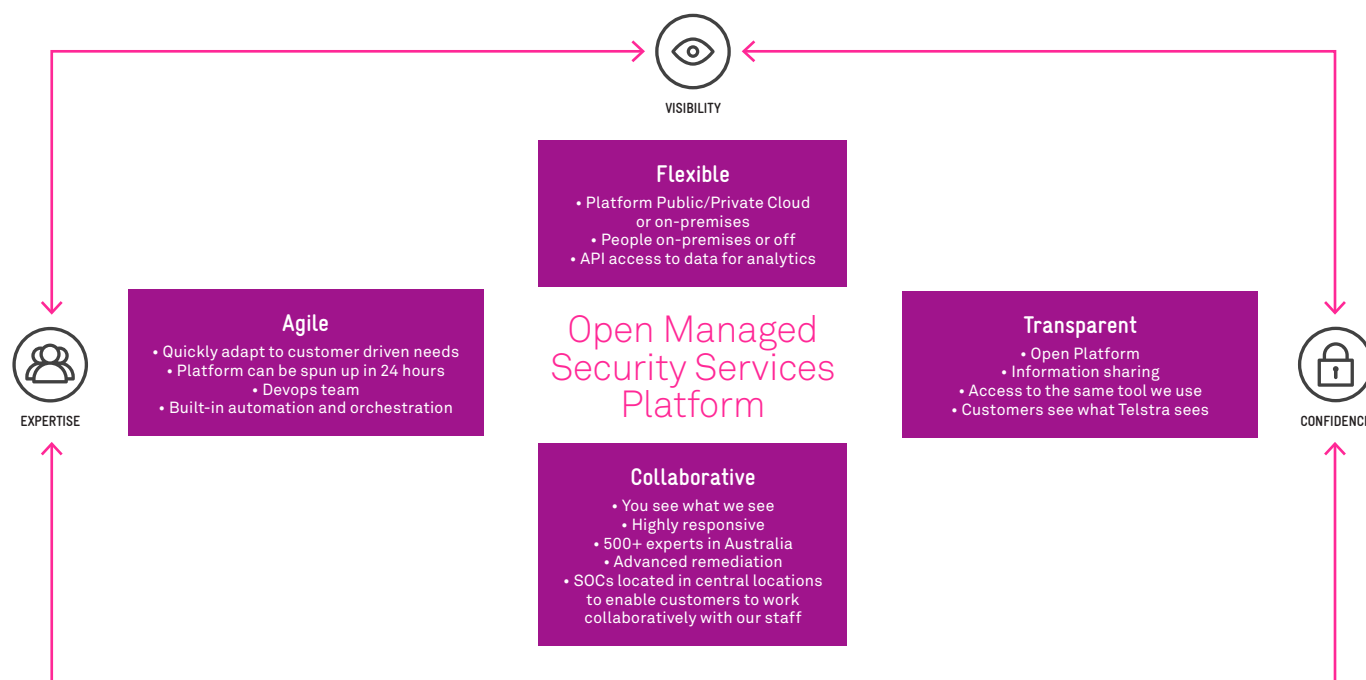 VISIBILITY
Flexible
• Platform Public/Private Cloud
or on-premises
• People on-premises or off
• API access to data for analytics
Agile
• Quickly adapt to customer driven needs
• Platform can be spun up in 24 hours
• Devops team
• Built-in automation and orchestration
EXPERTISE
Open Managed
Security Services
Platform
Transparent
• Open Platform
• Information sharing
• Access to the same tool we use
• Customers see what Telstra sees
CONFIDENCE
Collaborative
• You see what we see
• Highly responsive
• 500+ experts in Australia
• Advanced remediation
• SOCs located in central locations
to enable customers to work
collaboratively with our staff